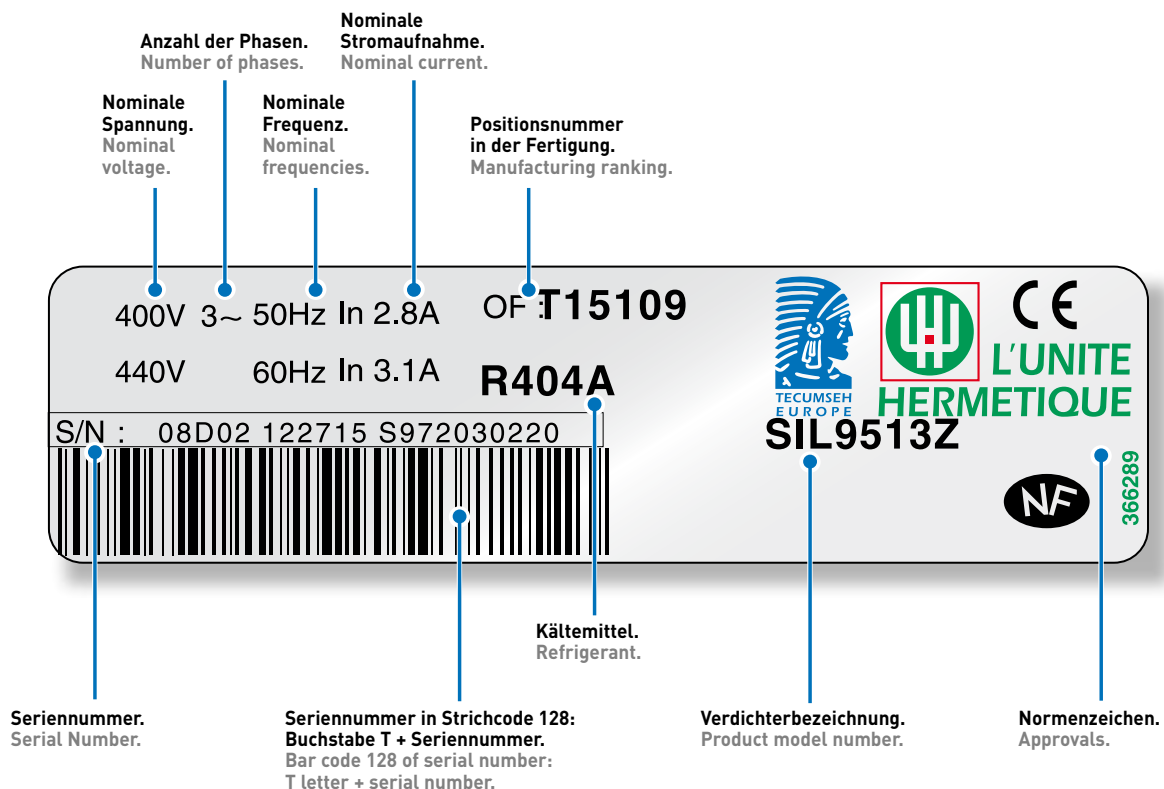 Nominale
Stromaufnahme.
Nominal current.
Anzahl der Phasen.
Number of phases.
Nominale
Spannung.
Nominal
voltage.
Nominale
Frequenz.
Nominal
frequencies.
Positionsnummer
in der Fertigung.
Manufacturing ranking.
400V 3~ 50Hz In 2.8A
OF : T15109
440V 60Hz In 3.1A
R404A
S/N : 08D02 122715 S972030220
TECUMSEH
EUROPE
CE
L'UNITE
HERMETIQUE
SIL9513Z
NF
366289
Kältemittel.
Refrigerant.
Seriennummer.
Serial Number.
Seriennummer in Strichcode 128:
Buchstabe T + Seriennummer.
Bar code 128 of serial number:
T letter + serial number.
Verdichterbezeichnung.
Product model number.
Normenzeichen.
Approvals.